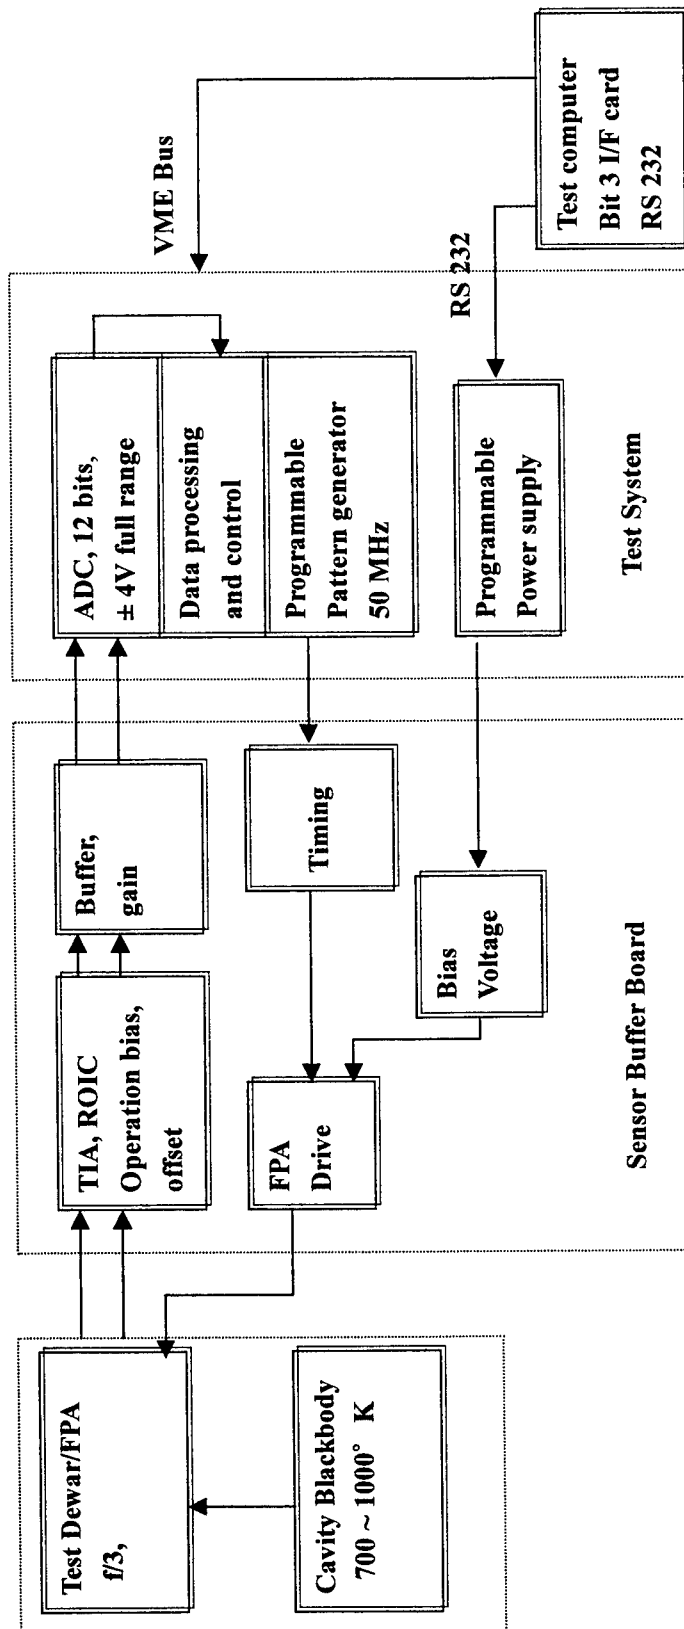 Test Dewar/FPA
f/3,
Cavity Blackbody
700 ~ 1000° K
TIA, ROIC
Operation bias,
offset
Buffer,
gain
FPA
Drive
Timing
Bias
Voltage
Sensor Buffer Board
ADC, 12 bits,
± 4V full range
Data processing
and control
Programmable
Pattern generator
50 MHz
Programmable
Power supply
Test System
VME Bus
RS 232
Test computer
Bit 3 I/F card
RS 232